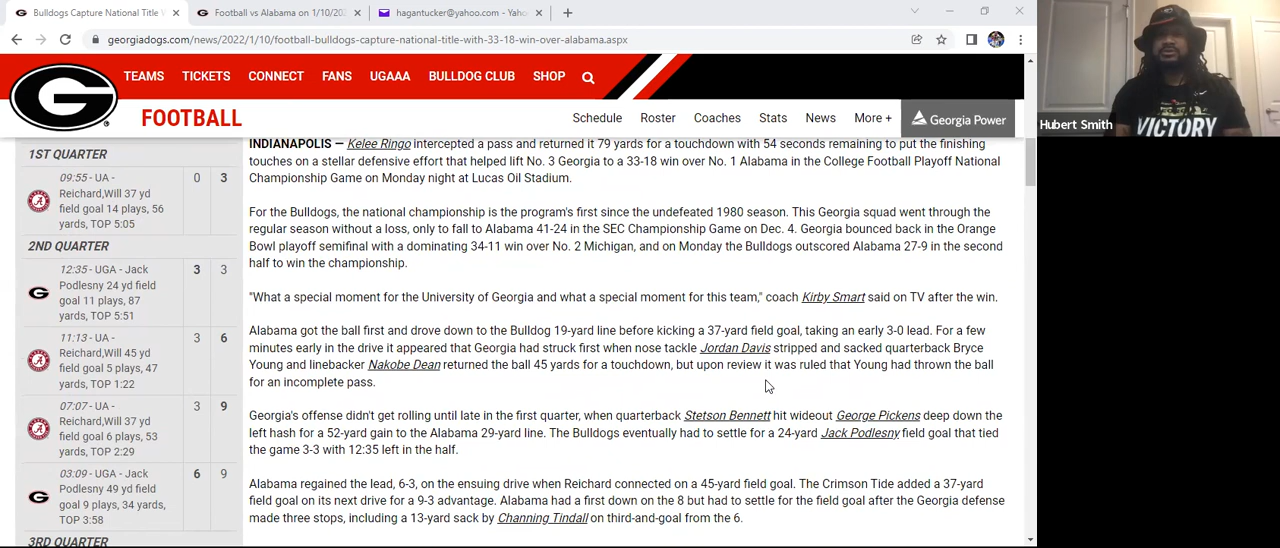 Bulldogs Capture National Title W
Football vs Alabama on 1/10/202
hagantucker@yahoo.com - Yaho
georgiadogs.com/news/2022/1/10/football-bulldogs-capture-national-title-with-33-18-win-over-alabama.aspx
G
TEAMS TICKETS CONNECT FANS UGAAA BULLDOG CLUB SHOP
FOOTBALL
Schedule Roster Coaches Stats News More + Georgia Power
1ST QUARTER
09:55 - UA - 0 3
Reichard,Will 37 yd
field goal 14 plays, 56
yards, TOP 5:05
2ND QUARTER
12:35 - UGA - Jack 3 3
Podlesny 24 yd field
goal 11 plays, 87
yards, TOP 5:51
11:13 - UA - 3 6
Reichard,Will 45 yd
field goal 5 plays, 47
yards, TOP 1:22
07:07 - UA - 3 9
Reichard,Will 37 yd
field goal 6 plays, 53
yards, TOP 2:29
03:09 - UGA - Jack 6 9
Podlesny 49 yd field
goal 9 plays, 34 yards,
TOP 3:58
3RD QUARTER
INDIANAPOLIS — Kelee Ringo intercepted a pass and returned it 79 yards for a touchdown with 54 seconds remaining to put the finishing
touches on a stellar defensive effort that helped lift No. 3 Georgia to a 33-18 win over No. 1 Alabama in the College Football Playoff National
Championship Game on Monday night at Lucas Oil Stadium.
For the Bulldogs, the national championship is the program's first since the undefeated 1980 season. This Georgia squad went through the
regular season without a loss, only to fall to Alabama 41-24 in the SEC Championship Game on Dec. 4. Georgia bounced back in the Orange
Bowl playoff semifinal with a dominating 34-11 win over No. 2 Michigan, and on Monday the Bulldogs outscored Alabama 27-9 in the second
half to win the championship.
"What a special moment for the University of Georgia and what a special moment for this team," coach Kirby Smart said on TV after the win.
Alabama got the ball first and drove down to the Bulldog 19-yard line before kicking a 37-yard field goal, taking an early 3-0 lead. For a few
minutes early in the drive it appeared that Georgia had struck first when nose tackle Jordan Davis stripped and sacked quarterback Bryce
Young and linebacker Nakobe Dean returned the ball 45 yards for a touchdown, but upon review it was ruled that Young had thrown the ball
for an incomplete pass.
Georgia's offense didn't get rolling until late in the first quarter, when quarterback Stetson Bennett hit wideout George Pickens deep down the
left hash for a 52-yard gain to the Alabama 29-yard line. The Bulldogs eventually had to settle for a 24-yard Jack Podlesny field goal that tied
the game 3-3 with 12:35 left in the half.
Alabama regained the lead, 6-3, on the ensuing drive when Reichard connected on a 45-yard field goal. The Crimson Tide added a 37-yard
field goal on its next drive for a 9-3 advantage. Alabama had a first down on the 8 but had to settle for the field goal after the Georgia defense
made three stops, including a 13-yard sack by Channing Tindall on third-and-goal from the 6.
VICTORY
Hubert Smith